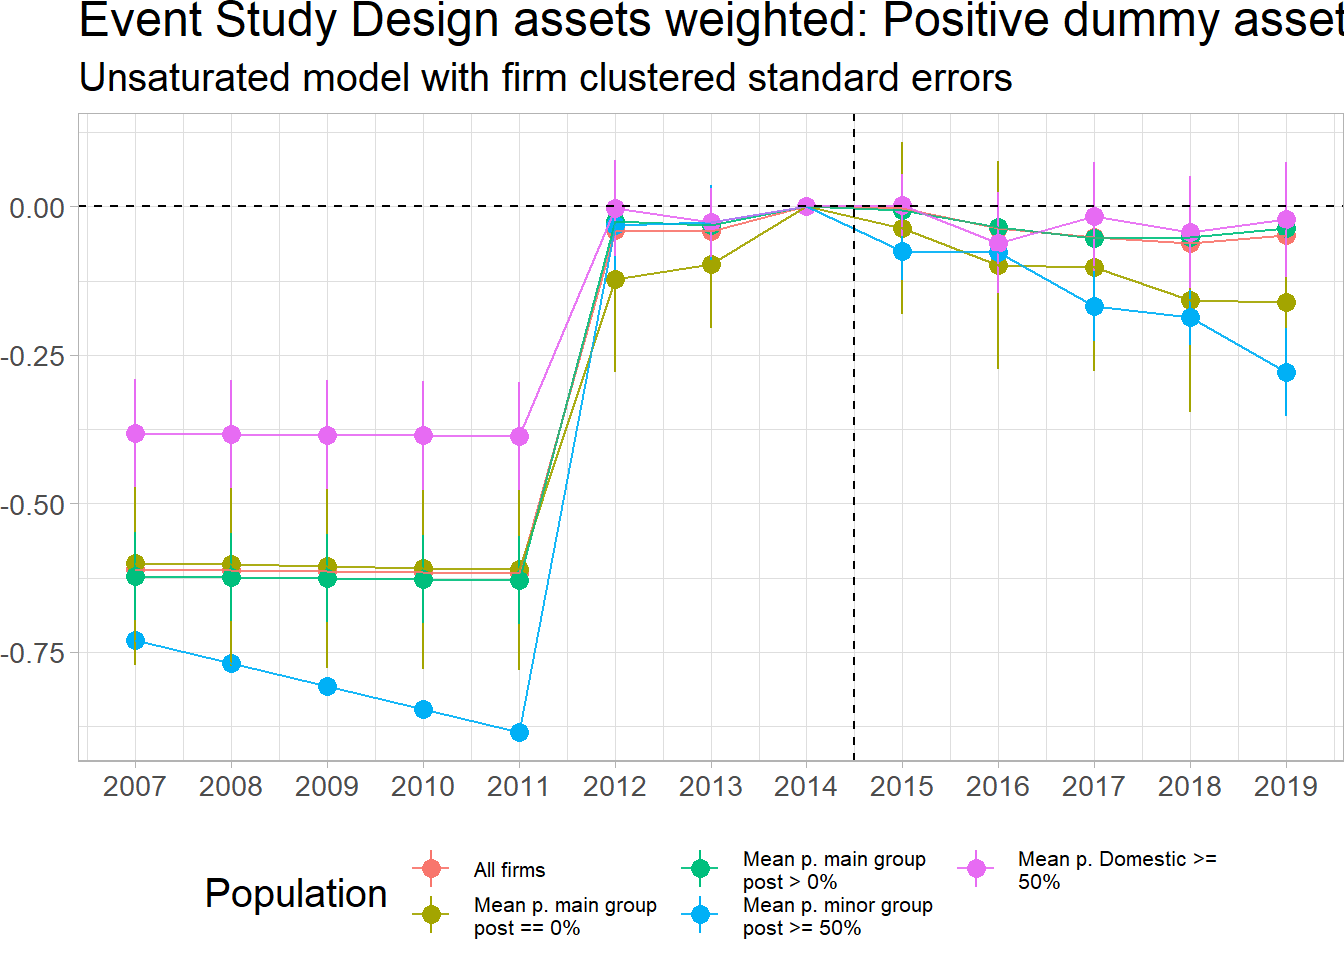 Event Study Design assets weighted: Positive dummy asset
Unsaturated model with firm clustered standard errors
0.00
-0.25
-0.50
-0.75
2007 2008 2009 2010 2011 2012 2013 2014 2015 2016 2017 2018 2019
Population
All firms
Mean p. main group
post == 0%
Mean p. main group
post > 0%
Mean p. minor group
post >= 50%
Mean p. Domestic >=
50%